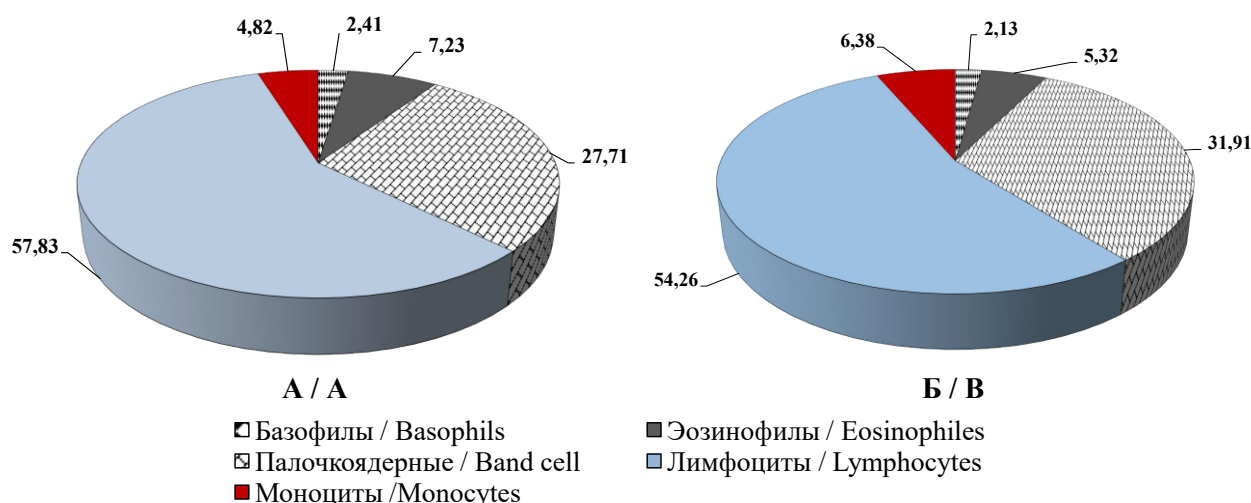 4,82
2,41
7,23
27,71
57,83
6,38
2,13
5,32
31,91
54,26
А / A
Б / B
Базофилы / Basophils
Эозинофилы / Eosinophiles
Палочкоядерные / Band cell
Лимфоциты / Lymphocytes
Моноциты /Monocytes